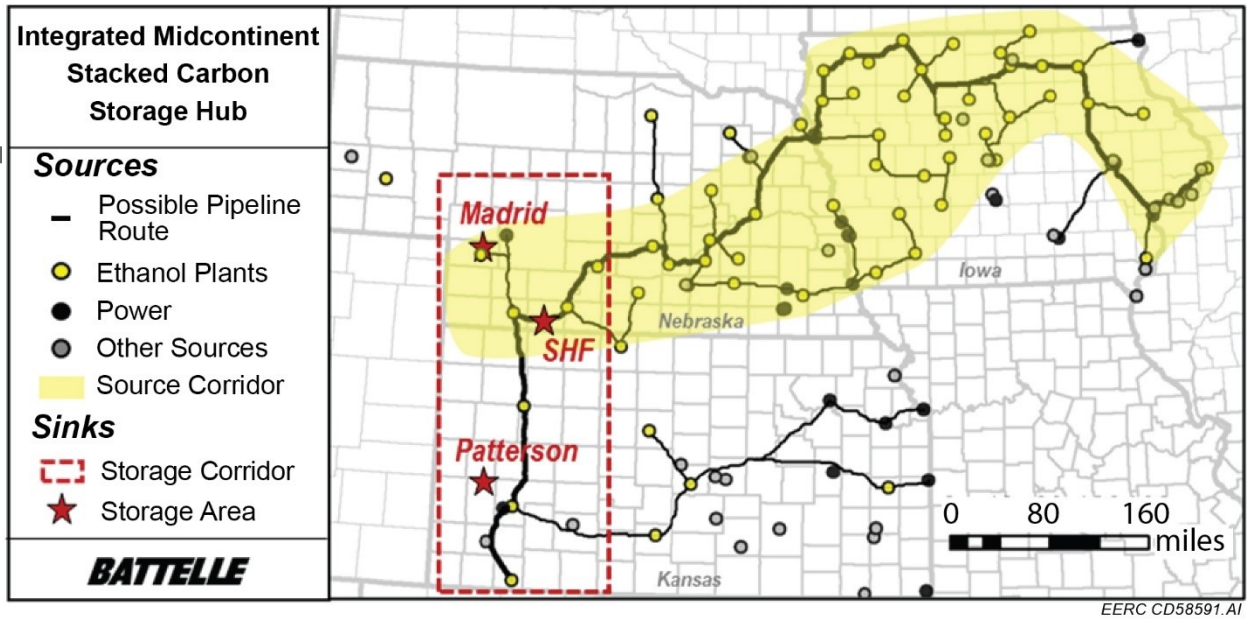 Integrated Midcontinent
Stacked Carbon
Storage Hub
Sources
Possible Pipeline
Route
Ethanol Plants
Power
Other Sources
Source Corridor
Sinks
Storage Corridor
Storage Area
BATTELLE
Madrid
SHF
Nebraska
Iowa
Patterson
Kansas
0 80 160
miles
EERC CD58591.AI